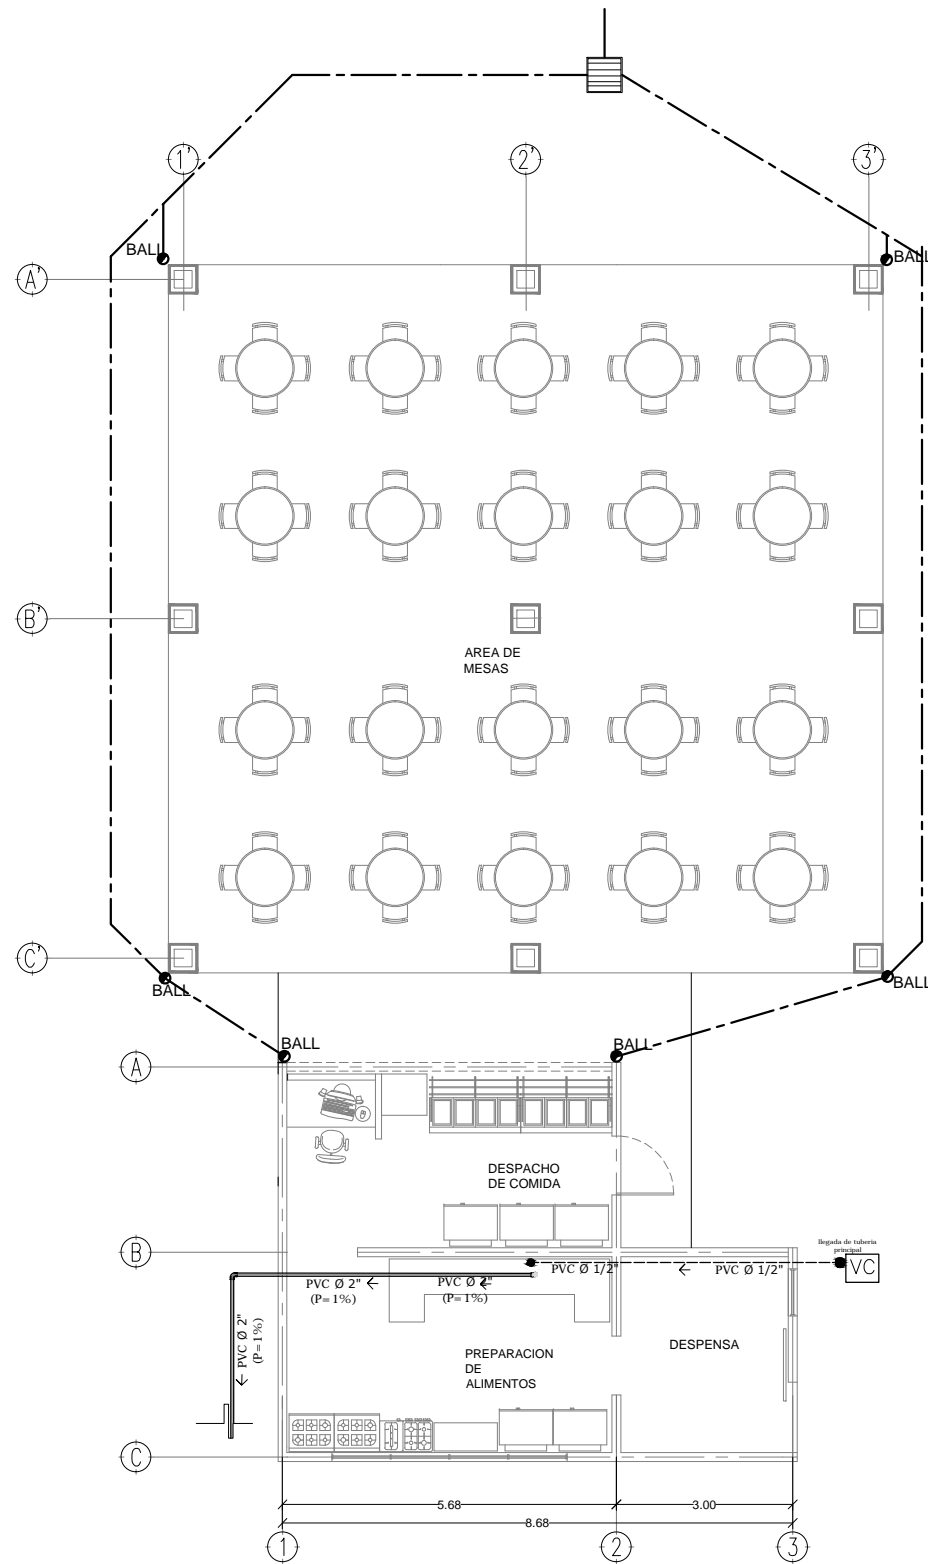 1'
2'
3'
BALL
BALL
A'
B'
AREA DE
MESAS
C'
BALL
BALL
BALL
BALL
A
DESPACHO
DE COMIDA
B
llegada de tuberia
principal
VC
PVC Ø 1/2"
PVC Ø 1/2"
PVC Ø 2"
(P=1%)
PVC Ø 2"
(P=1%)
PVC Ø 2"
(P=1%)
DESPENSA
PREPARACION
DE
ALIMENTOS
C
5.68
3.00
8.68
1
2
3